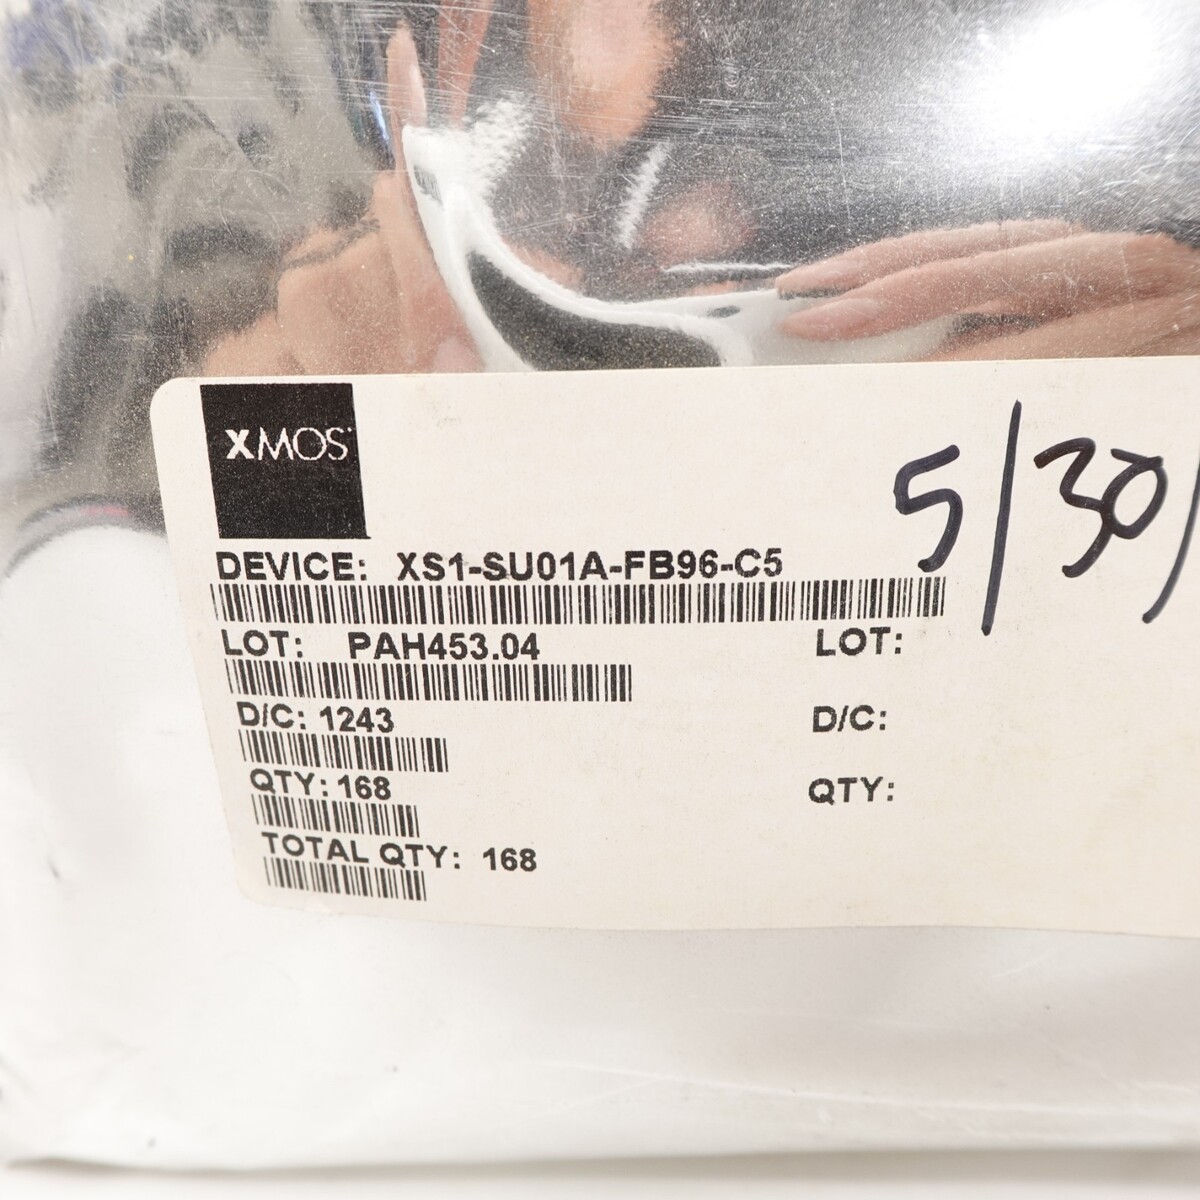 XMOS
5/30/
DEVICE: XS1-SU01A-FB96-C5
LOT: PAH453.04
LOT:
D/C: 1243
D/C:
QTY: 168
QTY:
TOTAL QTY: 168